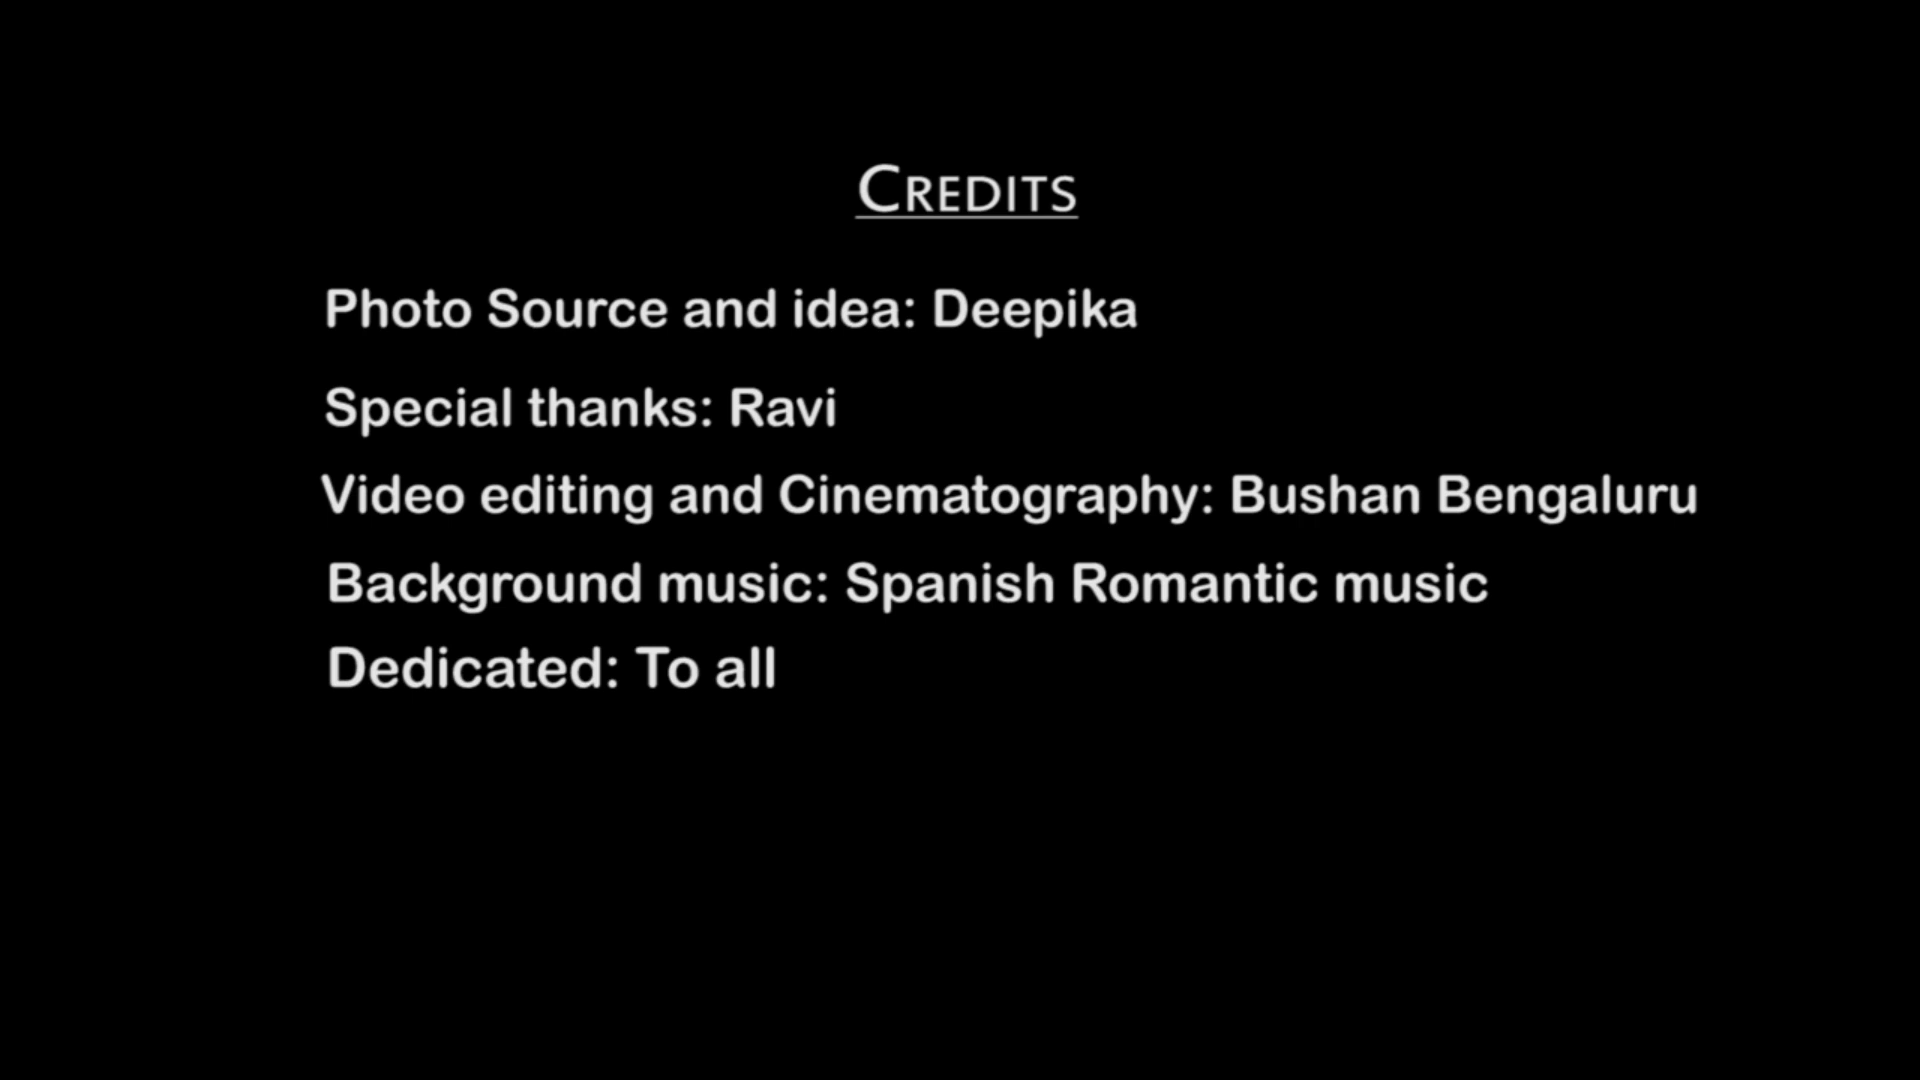 CREDITS
Photo Source and idea: Deepika
Special thanks: Ravi
Video editing and Cinematography: Bushan Bengaluru
Background music: Spanish Romantic music
Dedicated: To all